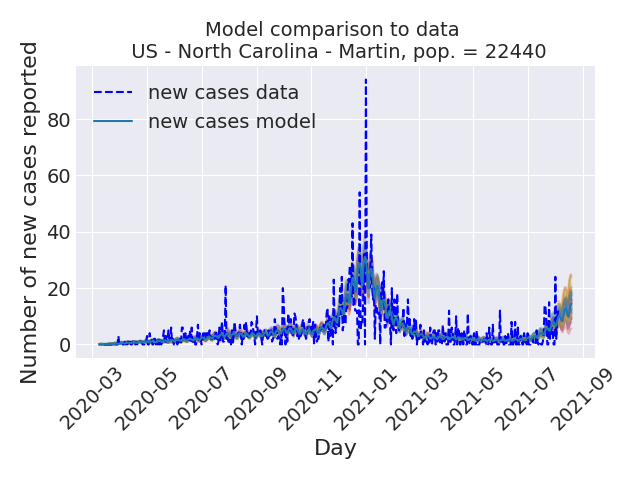 Model comparison to data
US - North Carolina - Martin, pop. = 22440
Number of new cases reported
80
60
40
20
0
new cases data
new cases model
2020-03
2020-05
2020-07
2020-09
2020-11
2021-01
2021-03
2021-05
2021-07
2021-09
Day